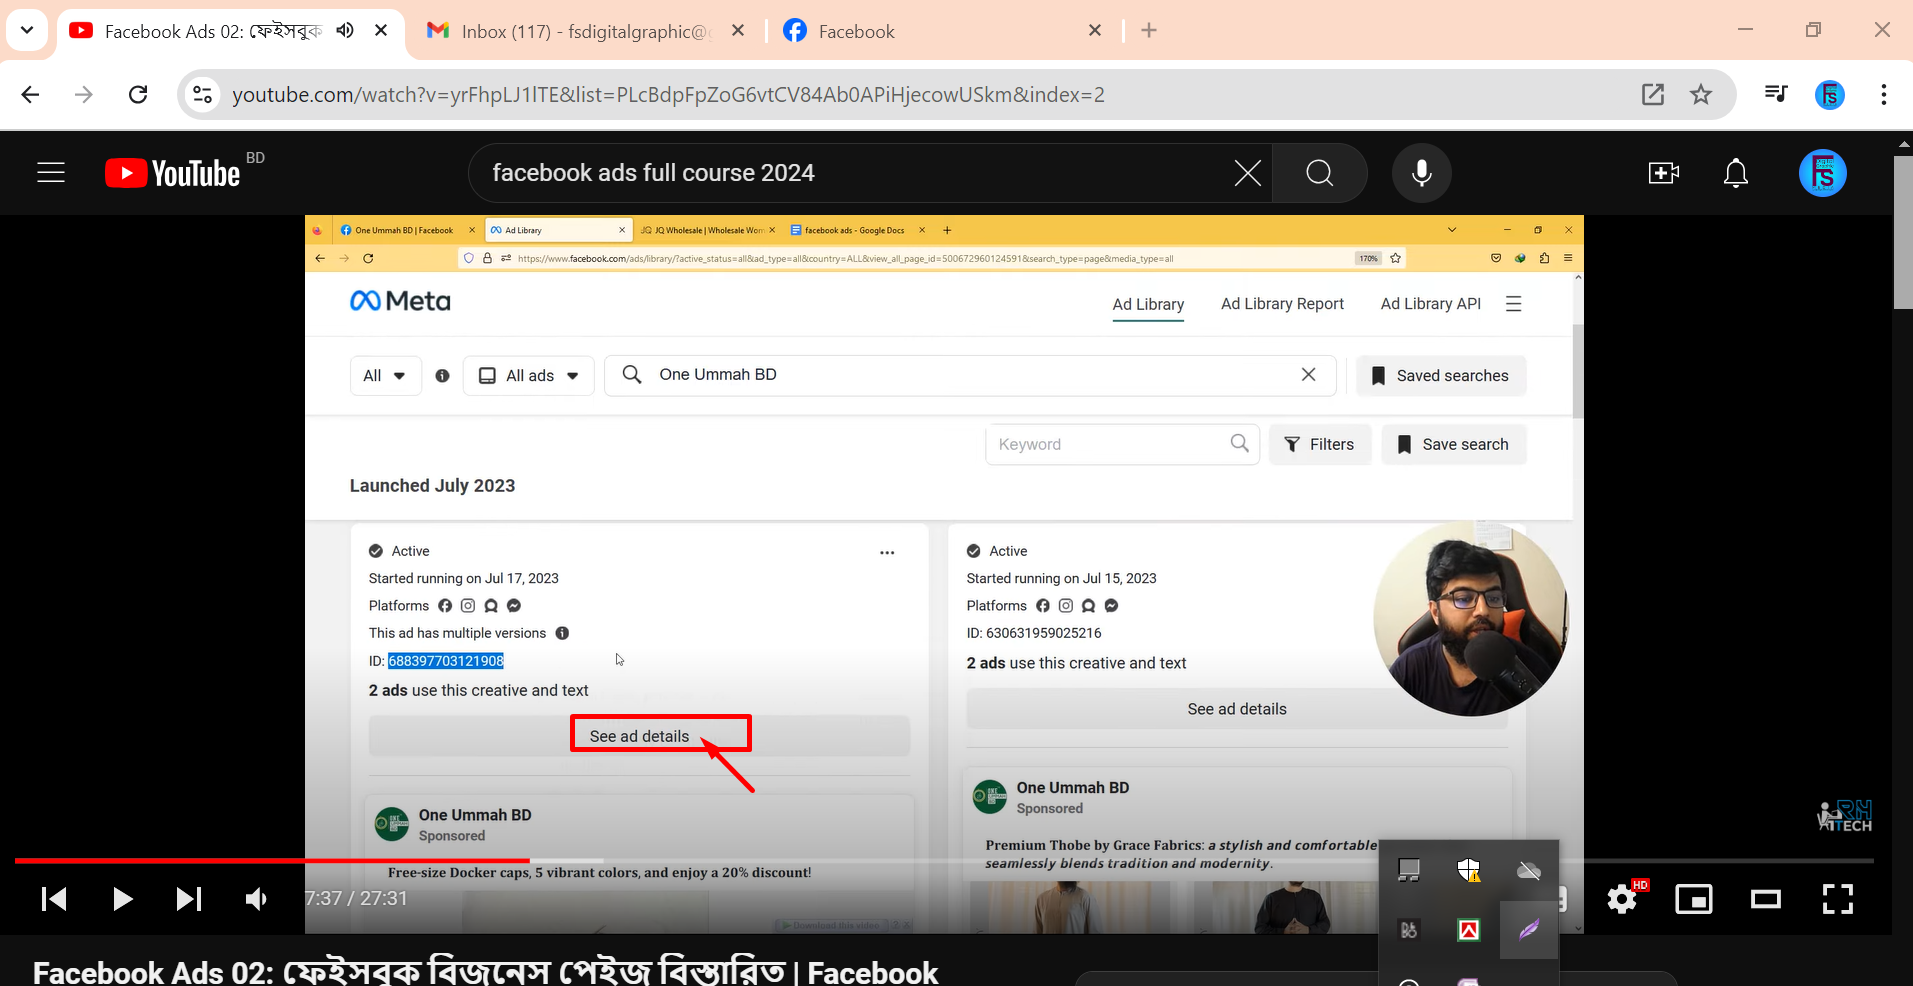 Facebook Ads 02: ফেইসবুক
Inbox (117) - fsdigitalgraphic@
Facebook
youtube.com/watch?v=yrFhpLJ1lTE&list=PLcBdpFpZoG6vtCV84Ab0APiHjecowUSkm&index=2
YouTube BD
facebook ads full course 2024
FS
One Ummah BD | Facebook
Ad Library
JQ JQ Wholesale | Wholesale Wom
facebook ads - Google Docs
https://www.facebook.com/ads/library/?active_status=all&ad_type=all&country=ALL&view_all_page_id=500672960124591&search_type=page&media_type=all
170%
Meta
Ad Library
Ad Library Report
Ad Library API
All
All ads
One Ummah BD
Saved searches
Keyword
Filters
Save search
Launched July 2023
Active
Started running on Jul 17, 2023
Platforms
This ad has multiple versions
ID: 688397703121908
2 ads use this creative and text
See ad details
One Ummah BD
Sponsored
Free-size Docker caps, 5 vibrant colors, and enjoy a 20% discount!
Download this video
Active
Started running on Jul 15, 2023
Platforms
ID: 630631959025216
2 ads use this creative and text
See ad details
One Ummah BD
Sponsored
Premium Thobe by Grace Fabrics: a stylish and comfortable
seamlessly blends tradition and modernity.
RH
TECH
7:37 / 27:31
HD
Facebook Ads 02: ফেইসবুক বিজনেস পেইজ বিস্তারিত | Facebook